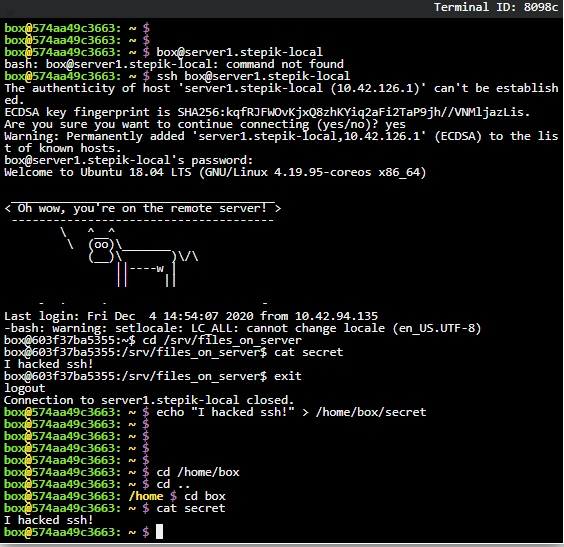 Terminal ID: 8098c
box@574aa49c3663: ~ $
box@574aa49c3663: ~ $
box@574aa49c3663: ~ $ box@server1.stepik-local
bash: box@server1.stepik-local: command not found
box@574aa49c3663: ~ $ ssh box@server1.stepik-local
The authenticity of host 'server1.stepik-local (10.42.126.1)' can't be establish
ed.
ECDSA key fingerprint is SHA256:kqfRJFWOvKjxQ8zhKYiq2aFi2TaP9jh//VNMljazLis.
Are you sure you want to continue connecting (yes/no)? yes
Warning: Permanently added 'server1.stepik-local,10.42.126.1' (ECDSA) to the lis
t of known hosts.
box@server1.stepik-local's password:
Welcome to Ubuntu 18.04 LTS (GNU/Linux 4.19.95-coreos x86_64)
 ______________________________________
< Oh wow, you're on the remote server! >
 --------------------------------------
        \   ^__^
         \  (oo)\_______
            (__)\       )\/\
                ||----w |
                ||     ||
Last login: Fri Dec  4 14:54:07 2020 from 10.42.94.135
-bash: warning: setlocale: LC_ALL: cannot change locale (en_US.UTF-8)
box@603f37ba5355:~$ cd /srv/files_on_server
box@603f37ba5355:/srv/files_on_server$ cat secret
I hacked ssh!
box@603f37ba5355:/srv/files_on_server$ exit
logout
Connection to server1.stepik-local closed.
box@574aa49c3663: ~ $ echo "I hacked ssh!" > /home/box/secret
box@574aa49c3663: ~ $
box@574aa49c3663: ~ $
box@574aa49c3663: ~ $
box@574aa49c3663: ~ $ cd /home/box
box@574aa49c3663: ~ $ cd ..
box@574aa49c3663: /home $ cd box
box@574aa49c3663: ~ $ cat secret
I hacked ssh!
box@574aa49c3663: ~ $